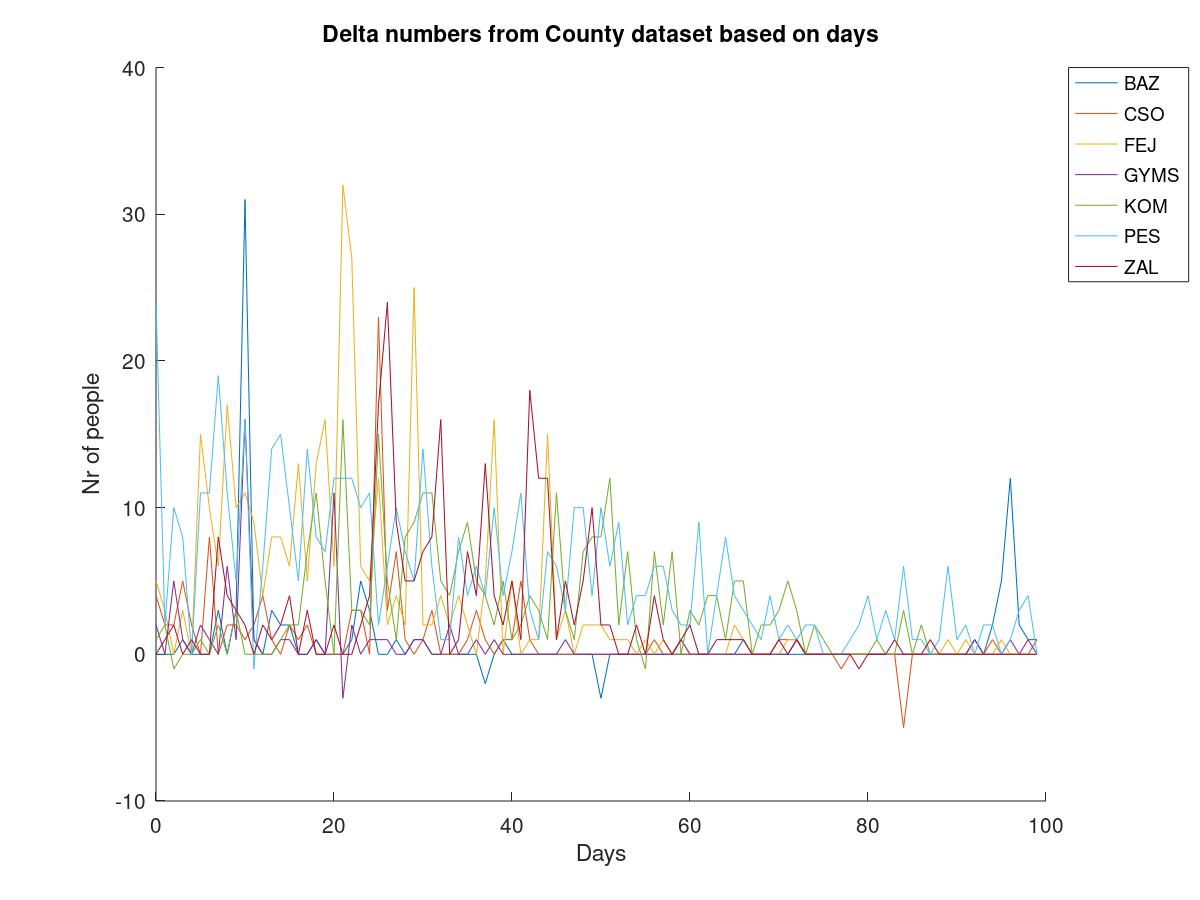 Delta numbers from County dataset based on days
40
30
20
10
0
-10
Nr of people
0 20 40 60 80 100
Days
BAZ
CSO
FEJ
GYMS
KOM
PES
ZAL